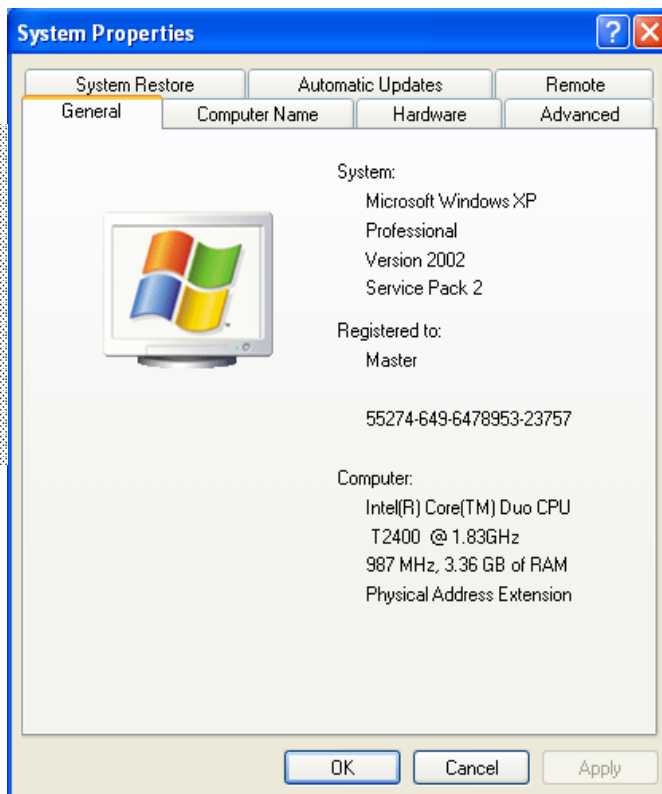 System Properties
System Restore Automatic Updates Remote
General Computer Name Hardware Advanced
System:
Microsoft Windows XP
Professional
Version 2002
Service Pack 2
Registered to:
Master
55274-649-6478953-23757
Computer:
Intel(R) Core(TM) Duo CPU
T2400 @ 1.83GHz
987 MHz, 3.36 GB of RAM
Physical Address Extension
OK Cancel Apply